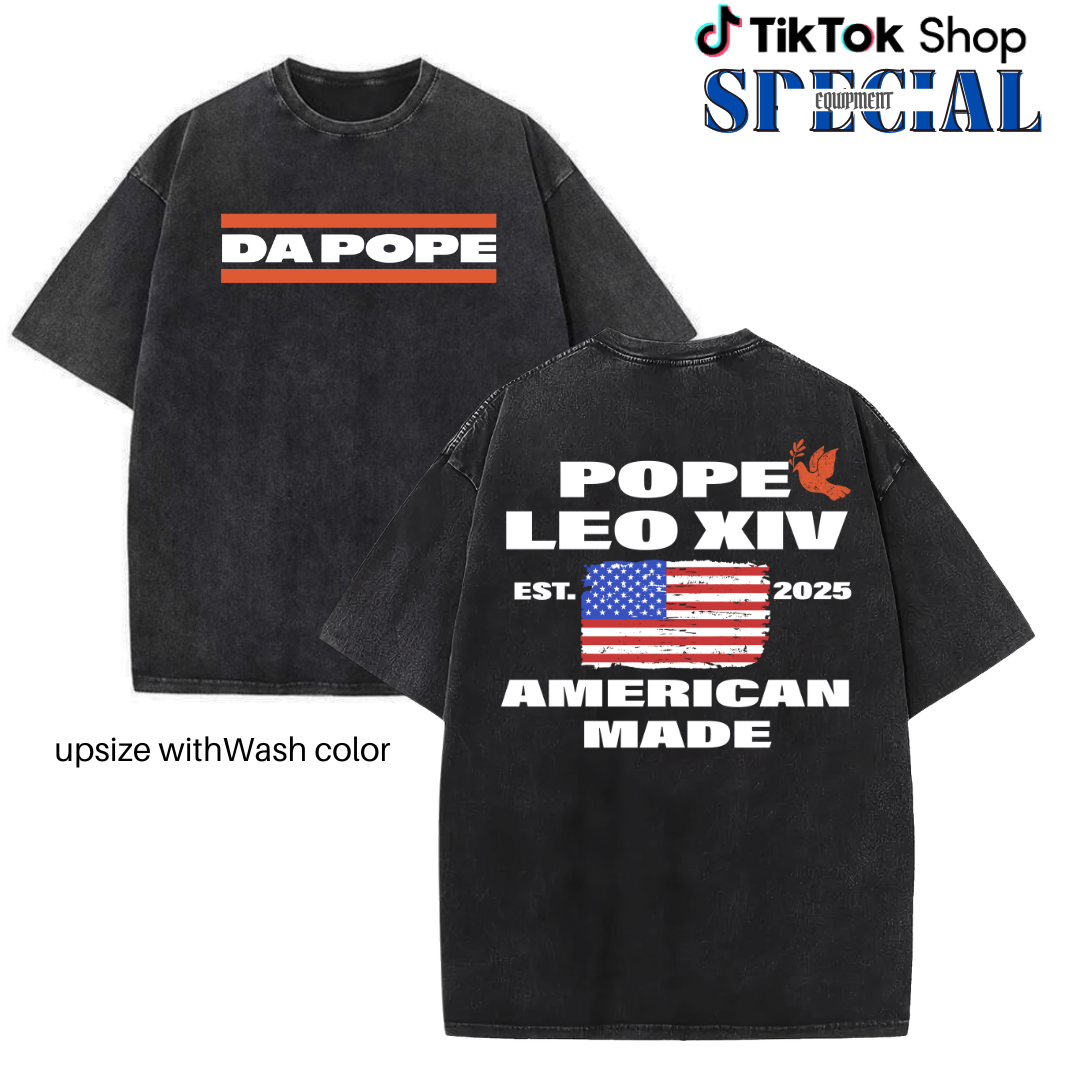 TikTok Shop
SPECIAL
EQUIPMENT
DA POPE
POPE
LEO XIV
EST. 2025
AMERICAN
MADE
upsize withWash color